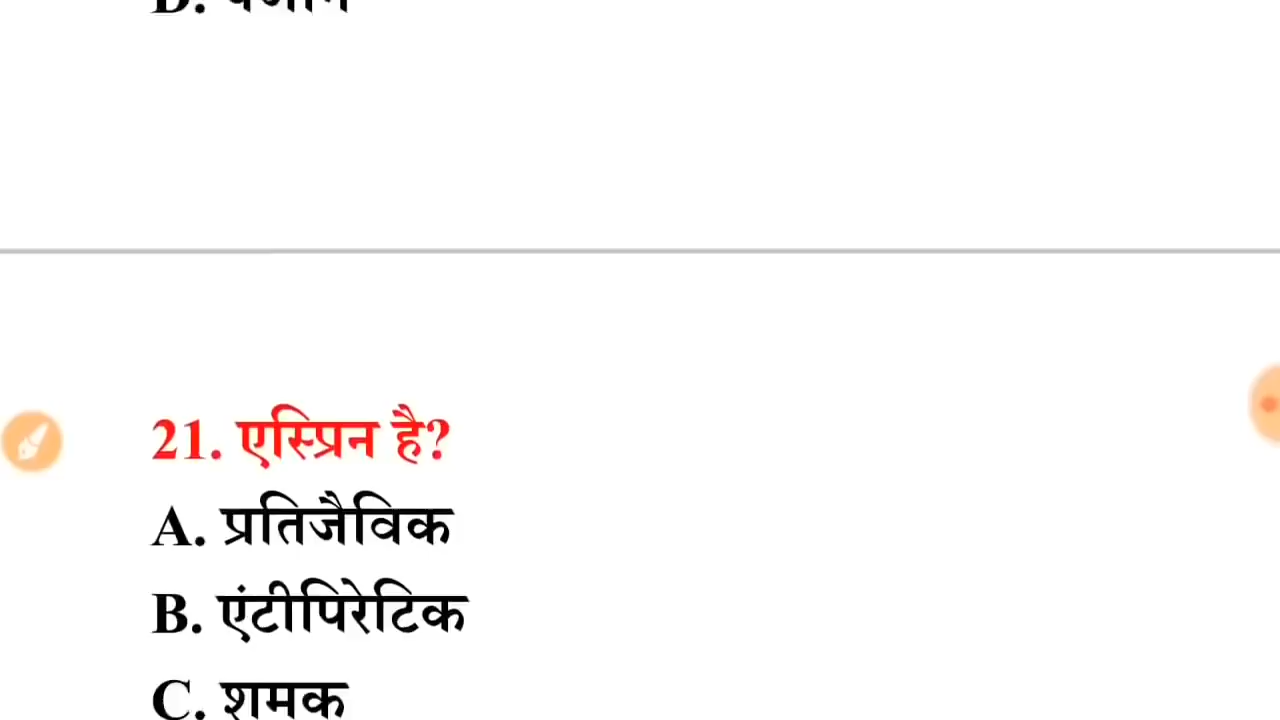 D.
21. एस्प्रिन है?
A. प्रतिजैविक
B. एंटीपिरेटिक
C. शमक